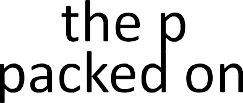 the p
packed on